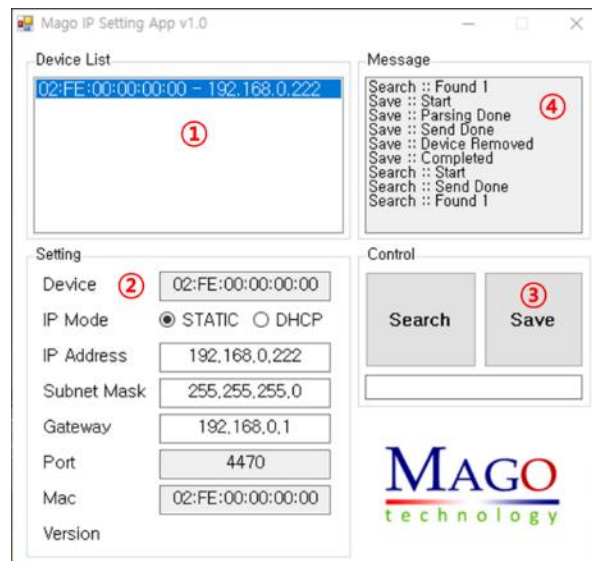 Mago IP Setting App v1.0
Device List
02:FE:00:00:00:00 - 192.168.0.222
①
Message
Search :: Found 1
Save :: Start
Save :: Parsing Done
Save :: Send Done
Save :: Device Removed
Save :: Completed
Search :: Start
Search :: Send Done
Search :: Found 1
④
Setting
Device ② 02:FE:00:00:00:00
IP Mode STATIC DHCP
IP Address 192.168.0.222
Subnet Mask 255.255.255.0
Gateway 192.168.0.1
Port 4470
Mac 02:FE:00:00:00:00
Version
Control
Search
③
Save
MAGO
technology